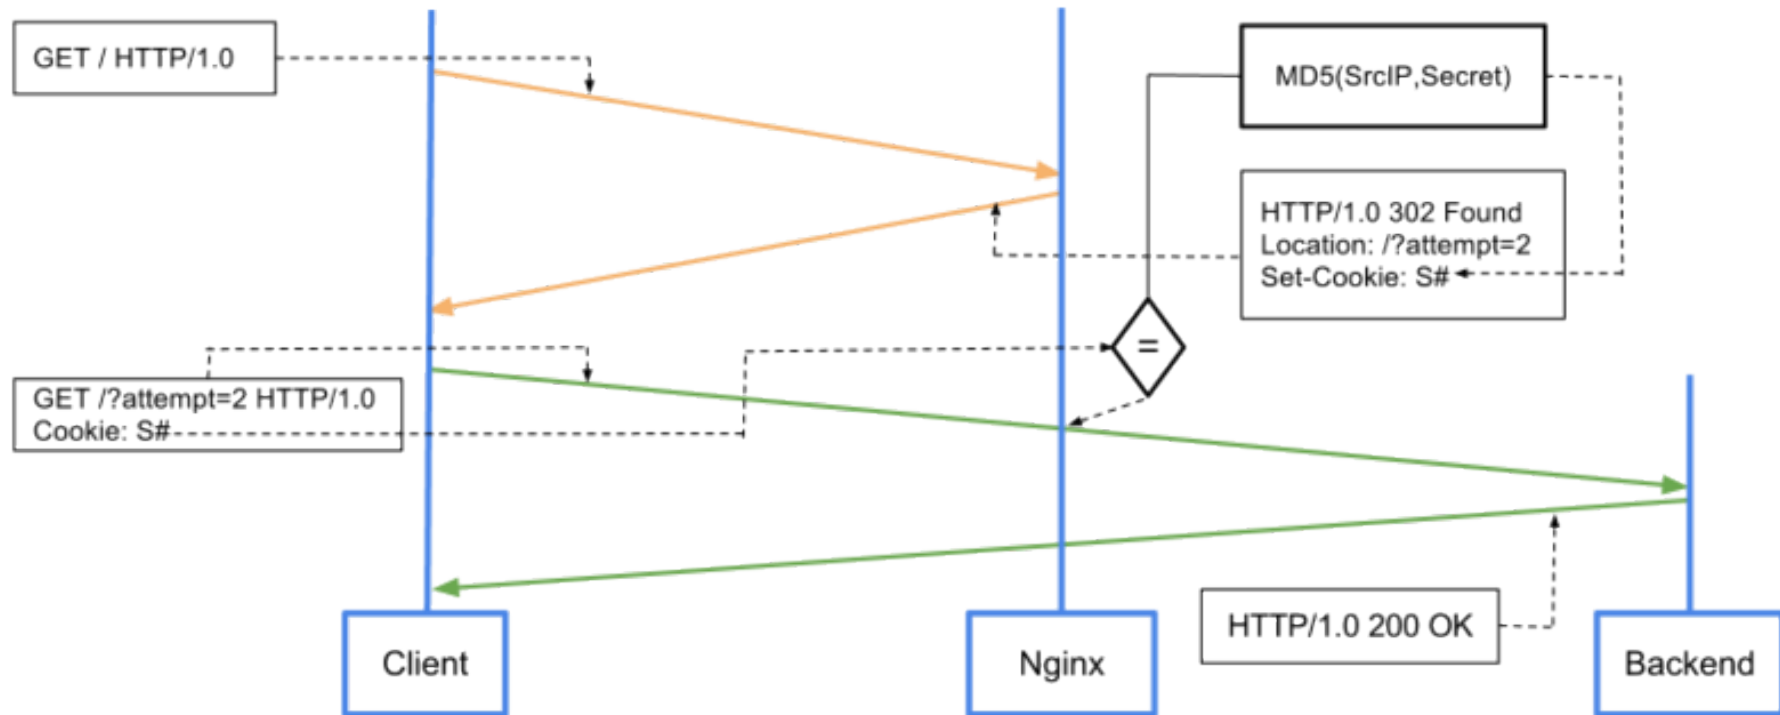 GET / HTTP/1.0
MD5(SrcIP,Secret)
HTTP/1.0 302 Found
Location: /?attempt=2
Set-Cookie: S#
=
GET /?attempt=2 HTTP/1.0
Cookie: S#
HTTP/1.0 200 OK
Client
Nginx
Backend